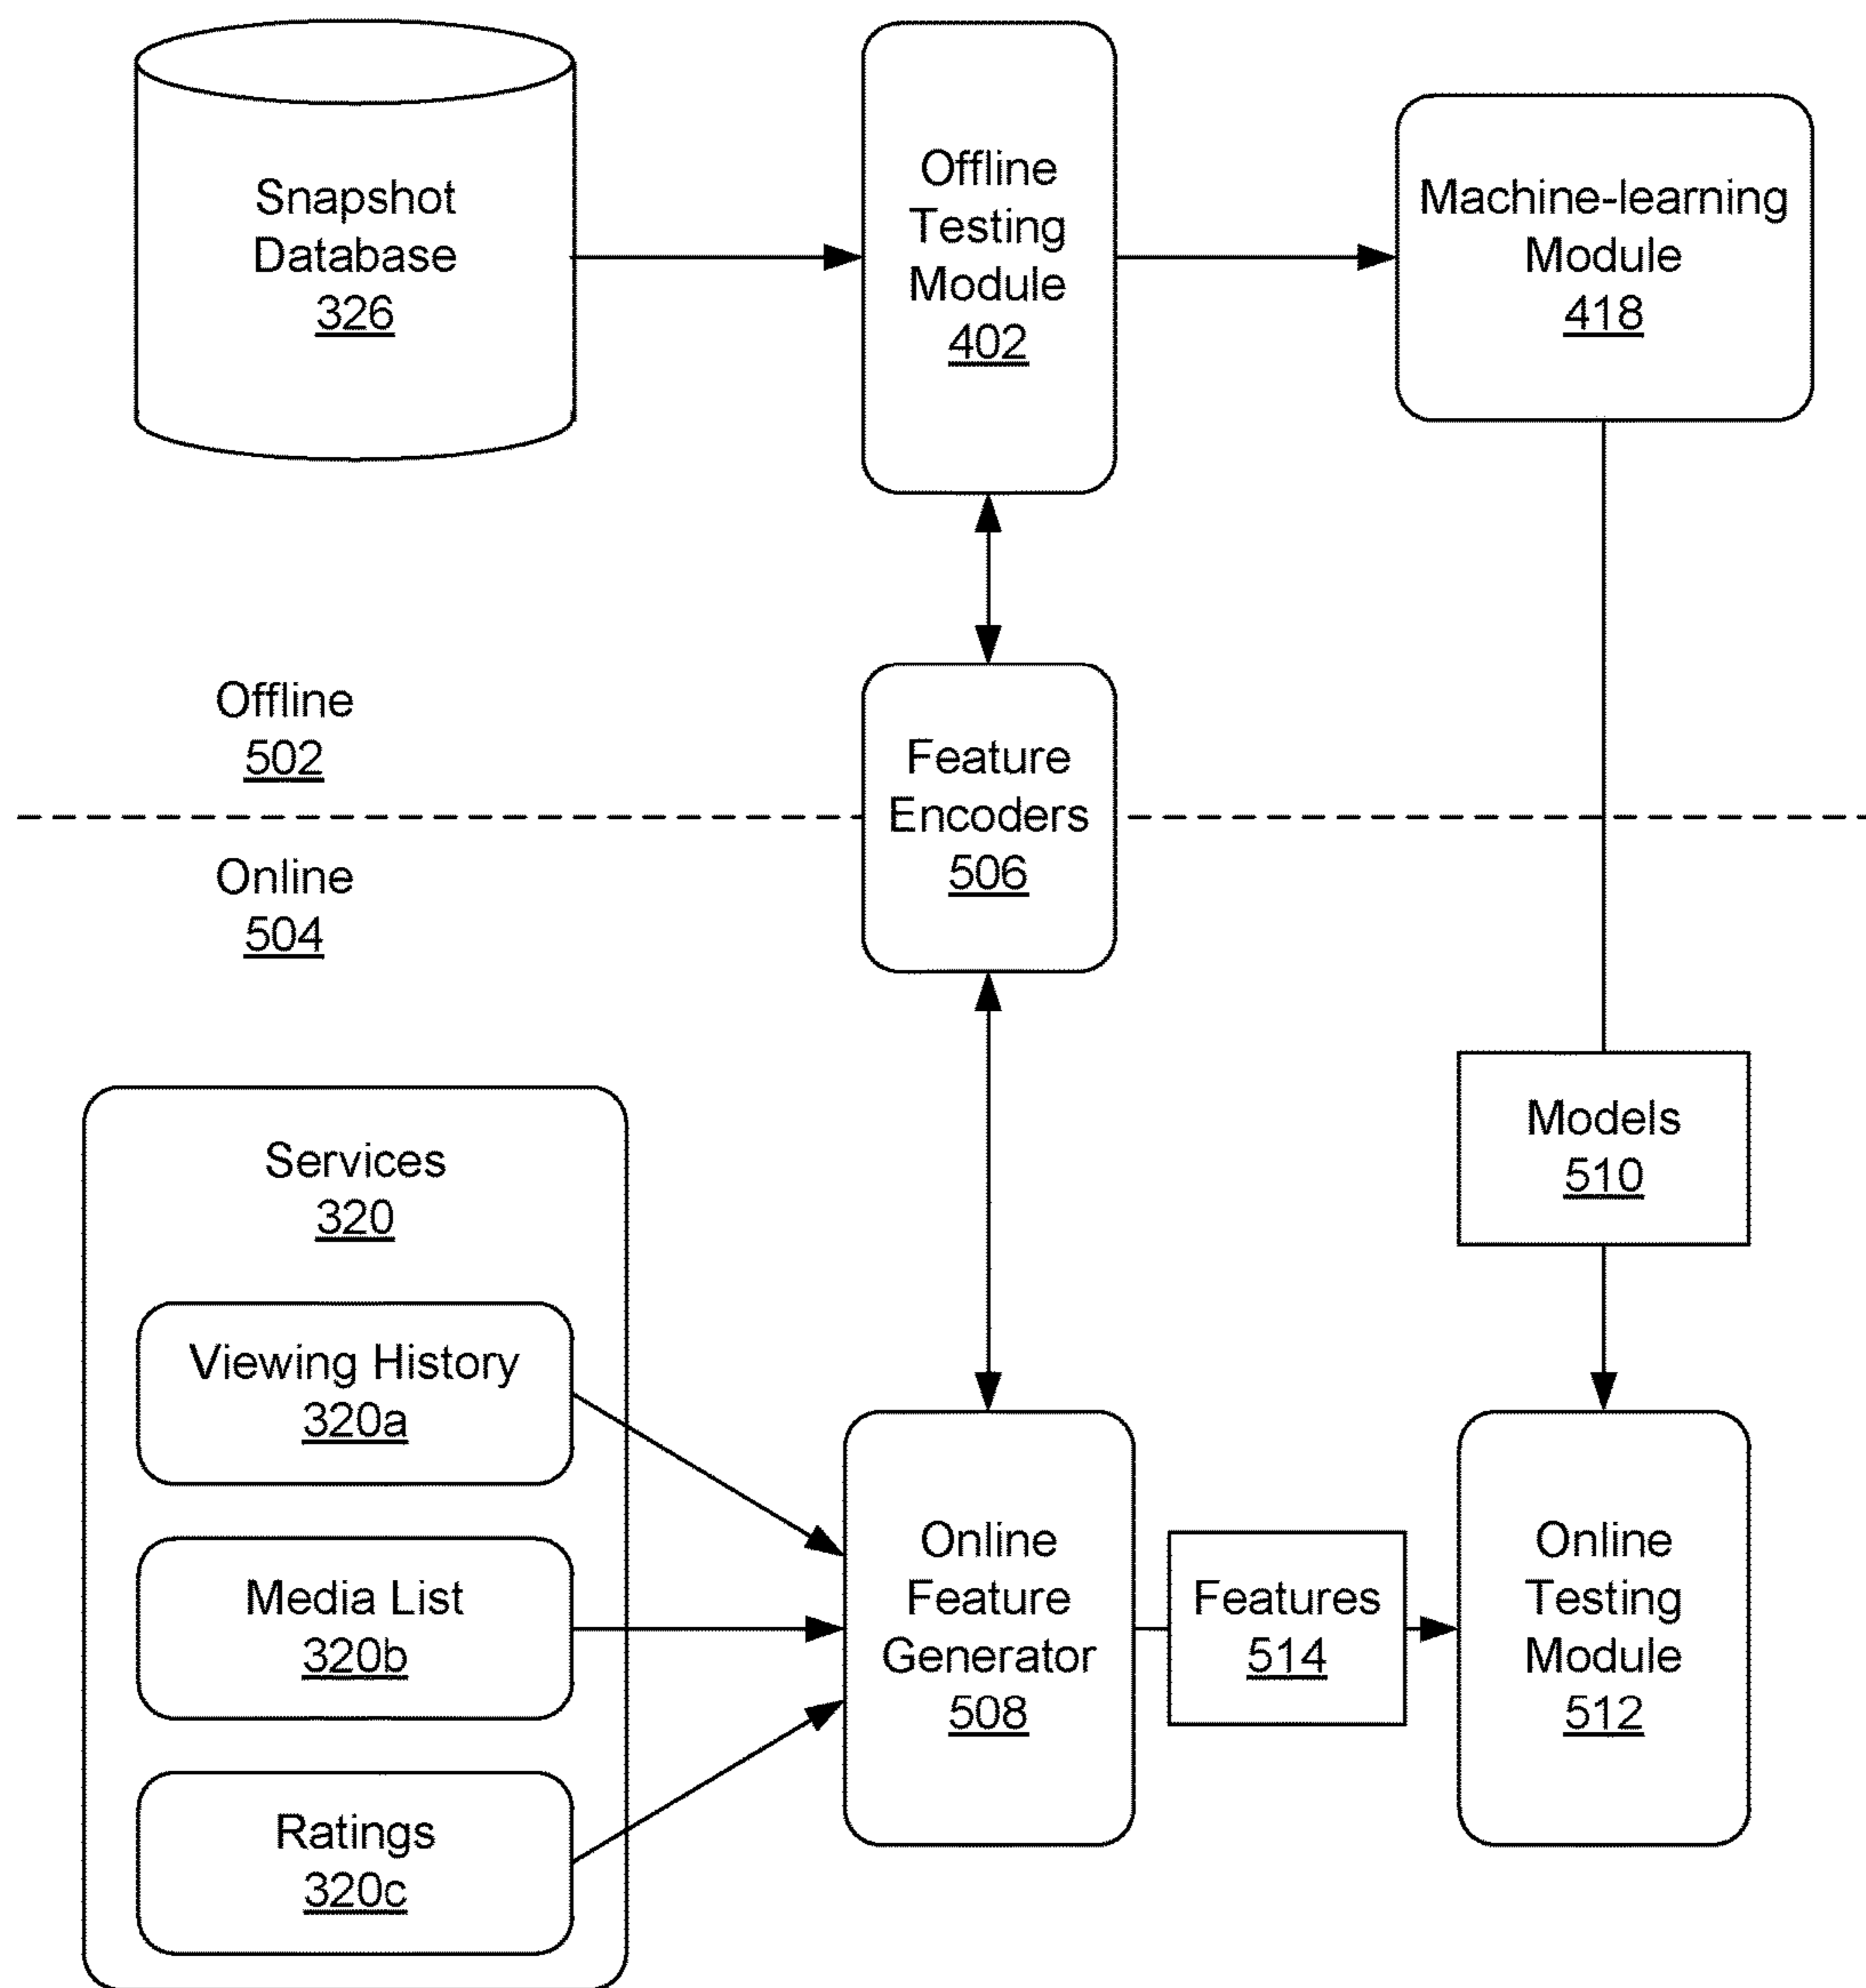 Snapshot
Database
326
Offline
Testing
Module
402
Machine-learning
Module
418
Offline
502
Feature
Encoders
506
Online
504
Models
510
Services
320
Viewing History
320a
Media List
320b
Ratings
320c
Online
Feature
Generator
508
Features
514
Online
Testing
Module
512